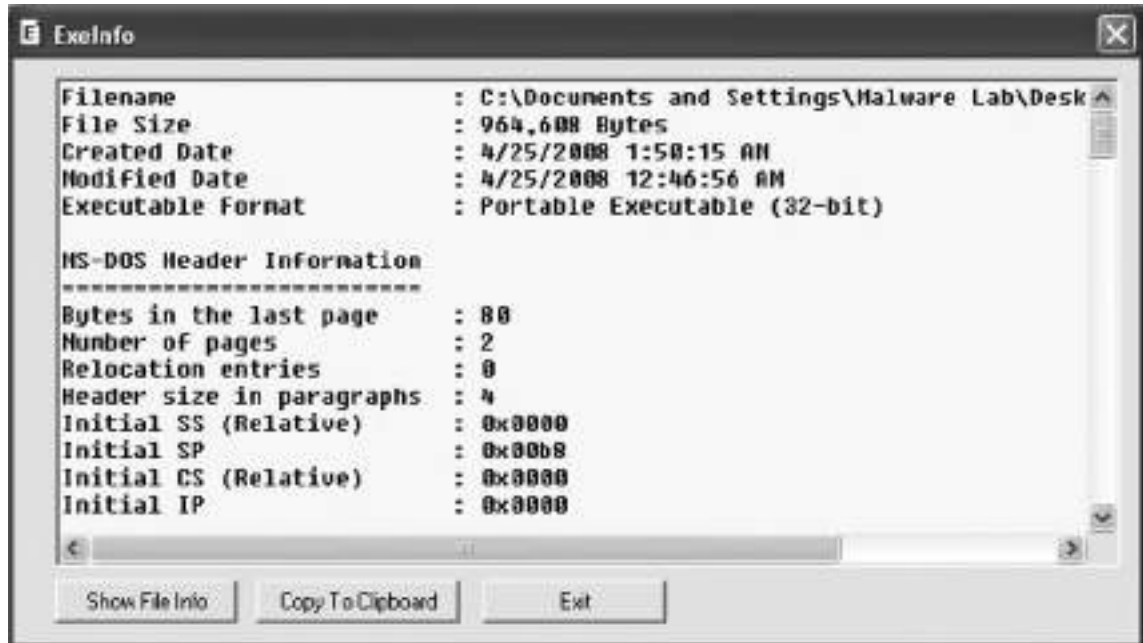 ExeInfo
Filename : C:\Documents and Settings\Malware Lab\Desk
File Size : 964,608 Bytes
Created Date : 4/25/2008 1:50:15 AM
Modified Date : 4/25/2008 12:46:56 AM
Executable Format : Portable Executable (32-bit)
MS-DOS Header Information
==========================
Bytes in the last page : 80
Number of pages : 2
Relocation entries : 0
Header size in paragraphs : 4
Initial SS (Relative) : 0x0000
Initial SP : 0x00b8
Initial CS (Relative) : 0x0000
Initial IP : 0x0000
Show File Info Copy To Clipboard Exit